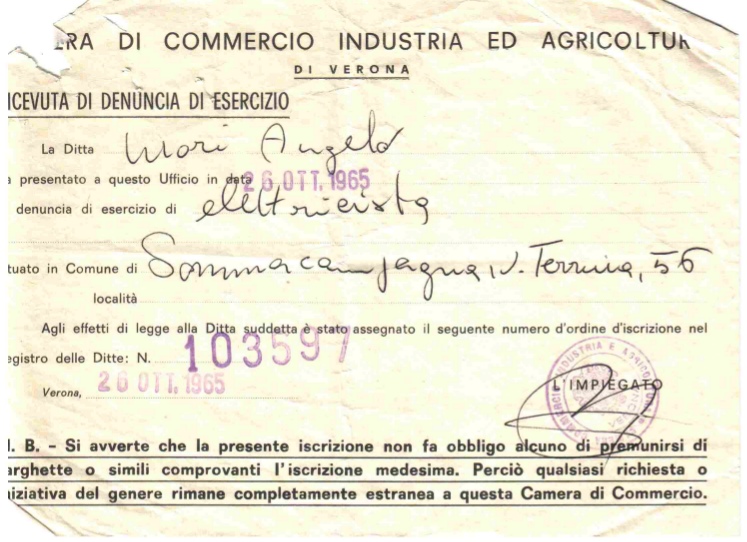 ERA DI COMMERCIO INDUSTRIA ED AGRICOLTUR
DI VERONA
ICEVUTA DI DENUNCIA DI ESERCIZIO
La Ditta Mori Angelo
a presentato a questo Ufficio in data 26 OTT. 1965
denuncia di esercizio di elettricista
tuato in Comune di Sommacampagna, V. 56
località
Agli effetti di legge alla Ditta suddetta è stato assegnato il seguente numero d'ordine d'iscrizione nel
egistro delle Ditte: N. 103597
Verona, 26 OTT. 1965
L'IMPIEGATO
. B. - Si avverte che la presente iscrizione non fa obbligo alcuno di premunirsi di
arghette o simili comprovanti l'iscrizione medesima. Perciò qualsiasi richiesta o
iziativa del genere rimane completamente estranea a questa Camera di Commercio.